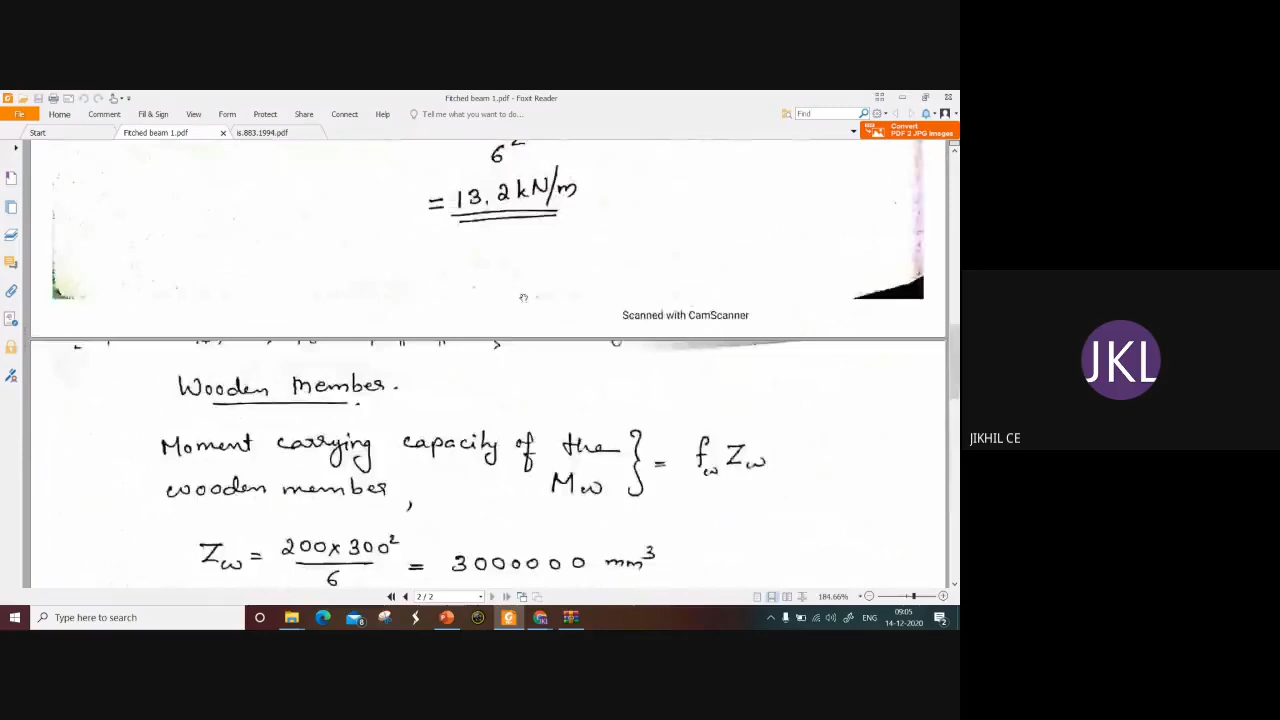 Fitched beam 1.pdf - Foxit Reader
File Home Comment Fill & Sign View Form Protect Share Connect Help Tell me what you want to do...
Find
Convert
PDF 2 JPG Images
Start Fitched beam 1.pdf × is.883.1994.pdf
6²
= 13.2 kN/m
Scanned with CamScanner
Wooden Member.
Moment carrying capacity of the
wooden member, Mw } = fw Zw
Zw = 200 x 300² / 6 = 3000000 mm³
2 / 2
184.66%
Type here to search
8
ENG
09:05
14-12-2020
2
JKL
JIKHIL CE